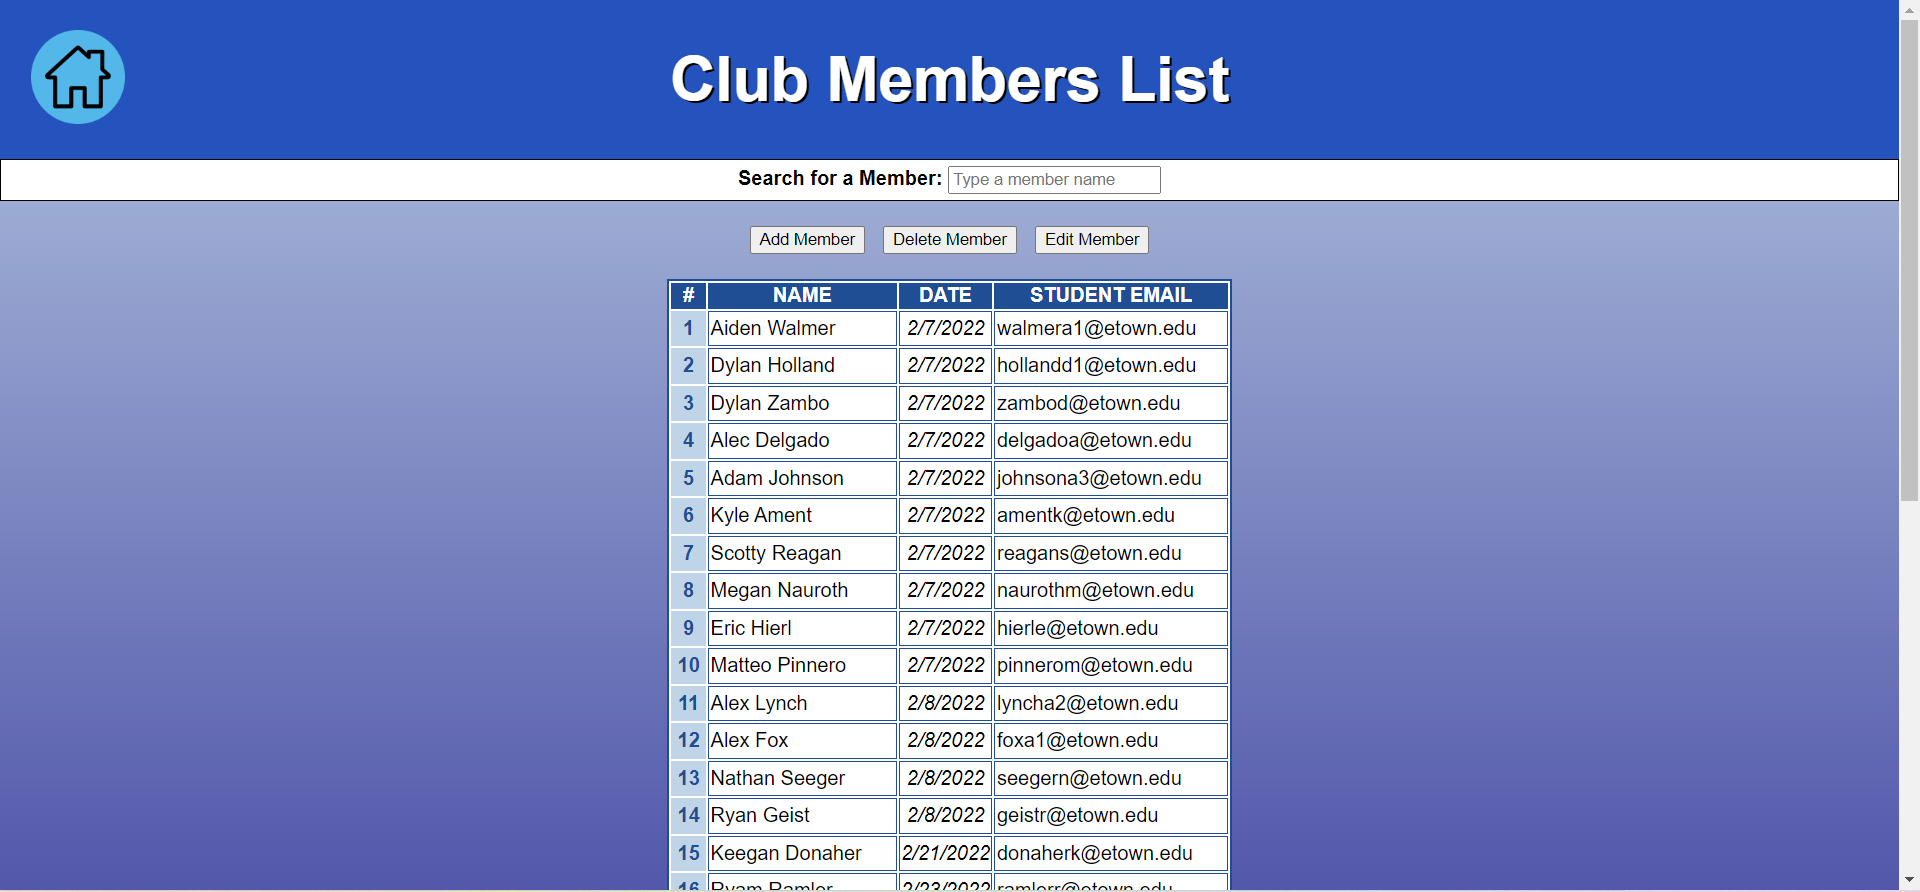 Club Members List
Search for a Member: Type a member name
Add Member Delete Member Edit Member
# NAME DATE STUDENT EMAIL
1 Aiden Walmer 2/7/2022 walmera1@etown.edu
2 Dylan Holland 2/7/2022 hollandd1@etown.edu
3 Dylan Zambo 2/7/2022 zambod@etown.edu
4 Alec Delgado 2/7/2022 delgadoa@etown.edu
5 Adam Johnson 2/7/2022 johnsona3@etown.edu
6 Kyle Ament 2/7/2022 amentk@etown.edu
7 Scotty Reagan 2/7/2022 reagans@etown.edu
8 Megan Nauroth 2/7/2022 naurothm@etown.edu
9 Eric Hierl 2/7/2022 hierle@etown.edu
10 Matteo Pinnero 2/7/2022 pinnerom@etown.edu
11 Alex Lynch 2/8/2022 lyncha2@etown.edu
12 Alex Fox 2/8/2022 foxa1@etown.edu
13 Nathan Seeger 2/8/2022 seegern@etown.edu
14 Ryan Geist 2/8/2022 geistr@etown.edu
15 Keegan Donaher 2/21/2022 donaherk@etown.edu
16 2/23/2022